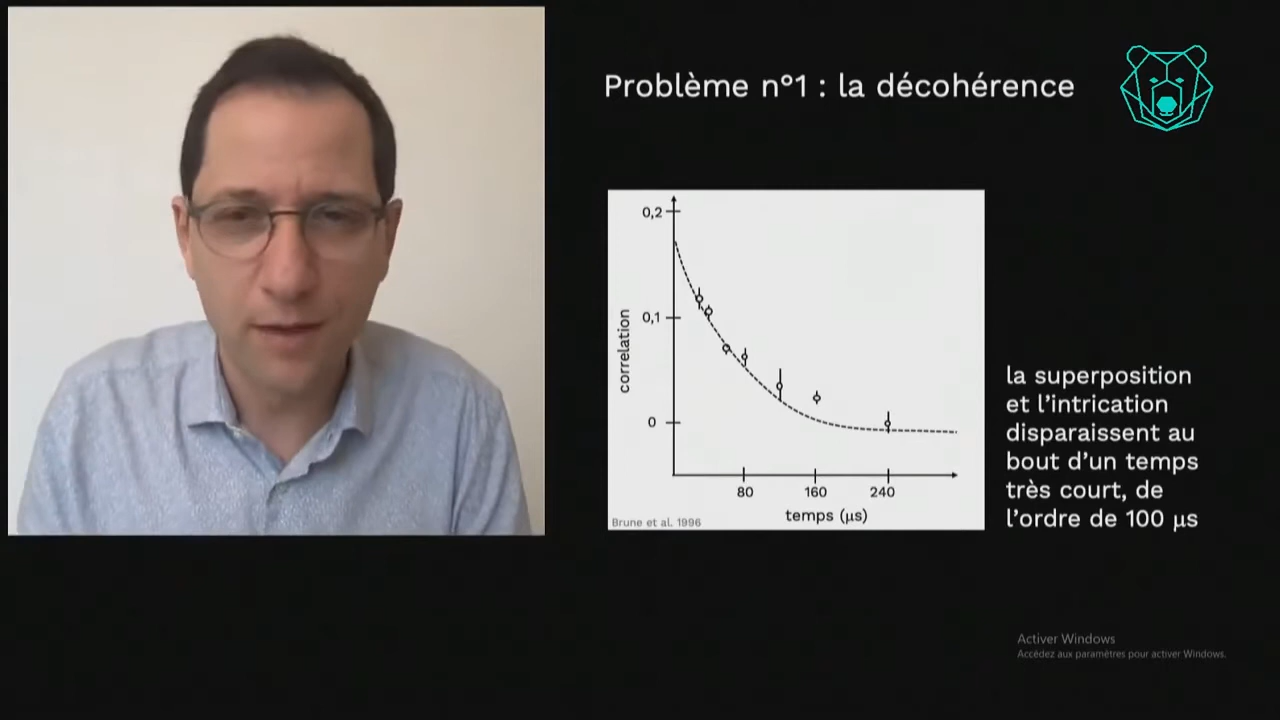 Problème n°1 : la décohérence
0,2
0,1
0
correlation
80 160 240
temps (μs)
Brune et al. 1996
la superposition
et l'intrication
disparaissent au
bout d'un temps
très court, de
l'ordre de 100 μs
Activer Windows
Accédez aux paramètres pour activer Windows.